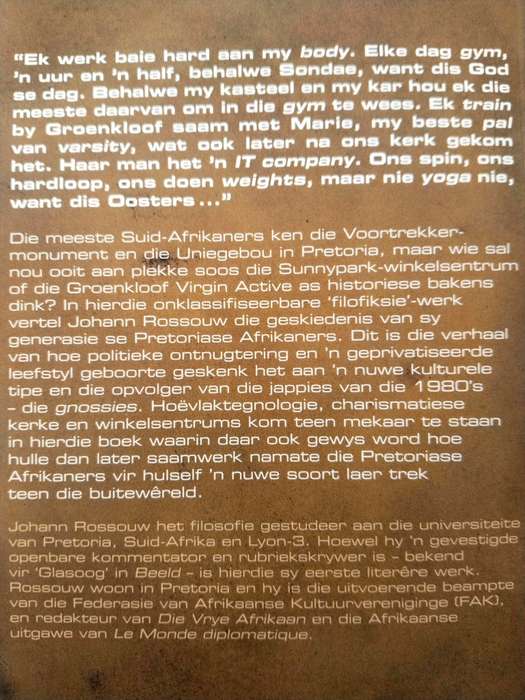 "Ek werk baie hard aan my body. Elke dag gym,
'n uur en 'n half, behalwe Sondae, want dis God
se dag. Behalwe my kasteel en my kar hou ek die
meeste daarvan om in die gym te wees. Ek train
by Groenkloof saam met Marie, my beste pal
van varsity, wat ook later na ons kerk gekom
het. Haar man het 'n IT company. Ons spin, ons
hardloop, ons doen weights, maar nie yoga nie,
want dis Oosters..."
Die meeste Suid-Afrikaners ken die Voortrekker-
monument en die Uniegebou in Pretoria, maar wie sal
nou ooit aan plekke soos die Sunnypark-winkelsentrum
of die Groenkloof Virgin Active as historiese bakens
dink? In hierdie onklassifiseerbare 'filofiksie'-werk
vertel Johann Rossouw die geskiedenis van sy
generasie se Pretoriase Afrikaners. Dit is die verhaal
van hoe politieke ontnugtering en 'n geprivatiseerde
leefstyl geboorte geskenk het aan 'n nuwe kulturele
tipe en die opvolger van die jappies van die 1980's
– die gnossies. Hoëvlaktegnologie, charismatiese
kerke en winkelsentrums kom teen mekaar te staan
in hierdie boek waarin daar ook gewys word hoe
hulle dan later saamwerk namate die Pretoriase
Afrikaners vir hulself 'n nuwe soort laer trek
teen die buitewêreld.
Johann Rossouw het filosofie gestudeer aan die universiteite
van Pretoria, Suid-Afrika en Lyon-3. Hoewel hy 'n gevestigde
openbare kommentator en rubriekskrywer is – bekend
vir 'Glasoog' in Beeld – is hierdie sy eerste literêre werk.
Rossouw woon in Pretoria en hy is die uitvoerende beampte
van die Federasie van Afrikaanse Kultuurvereniginge (FAK),
en redakteur van Die Vrye Afrikaan en die Afrikaanse
uitgawe van Le Monde diplomatique.